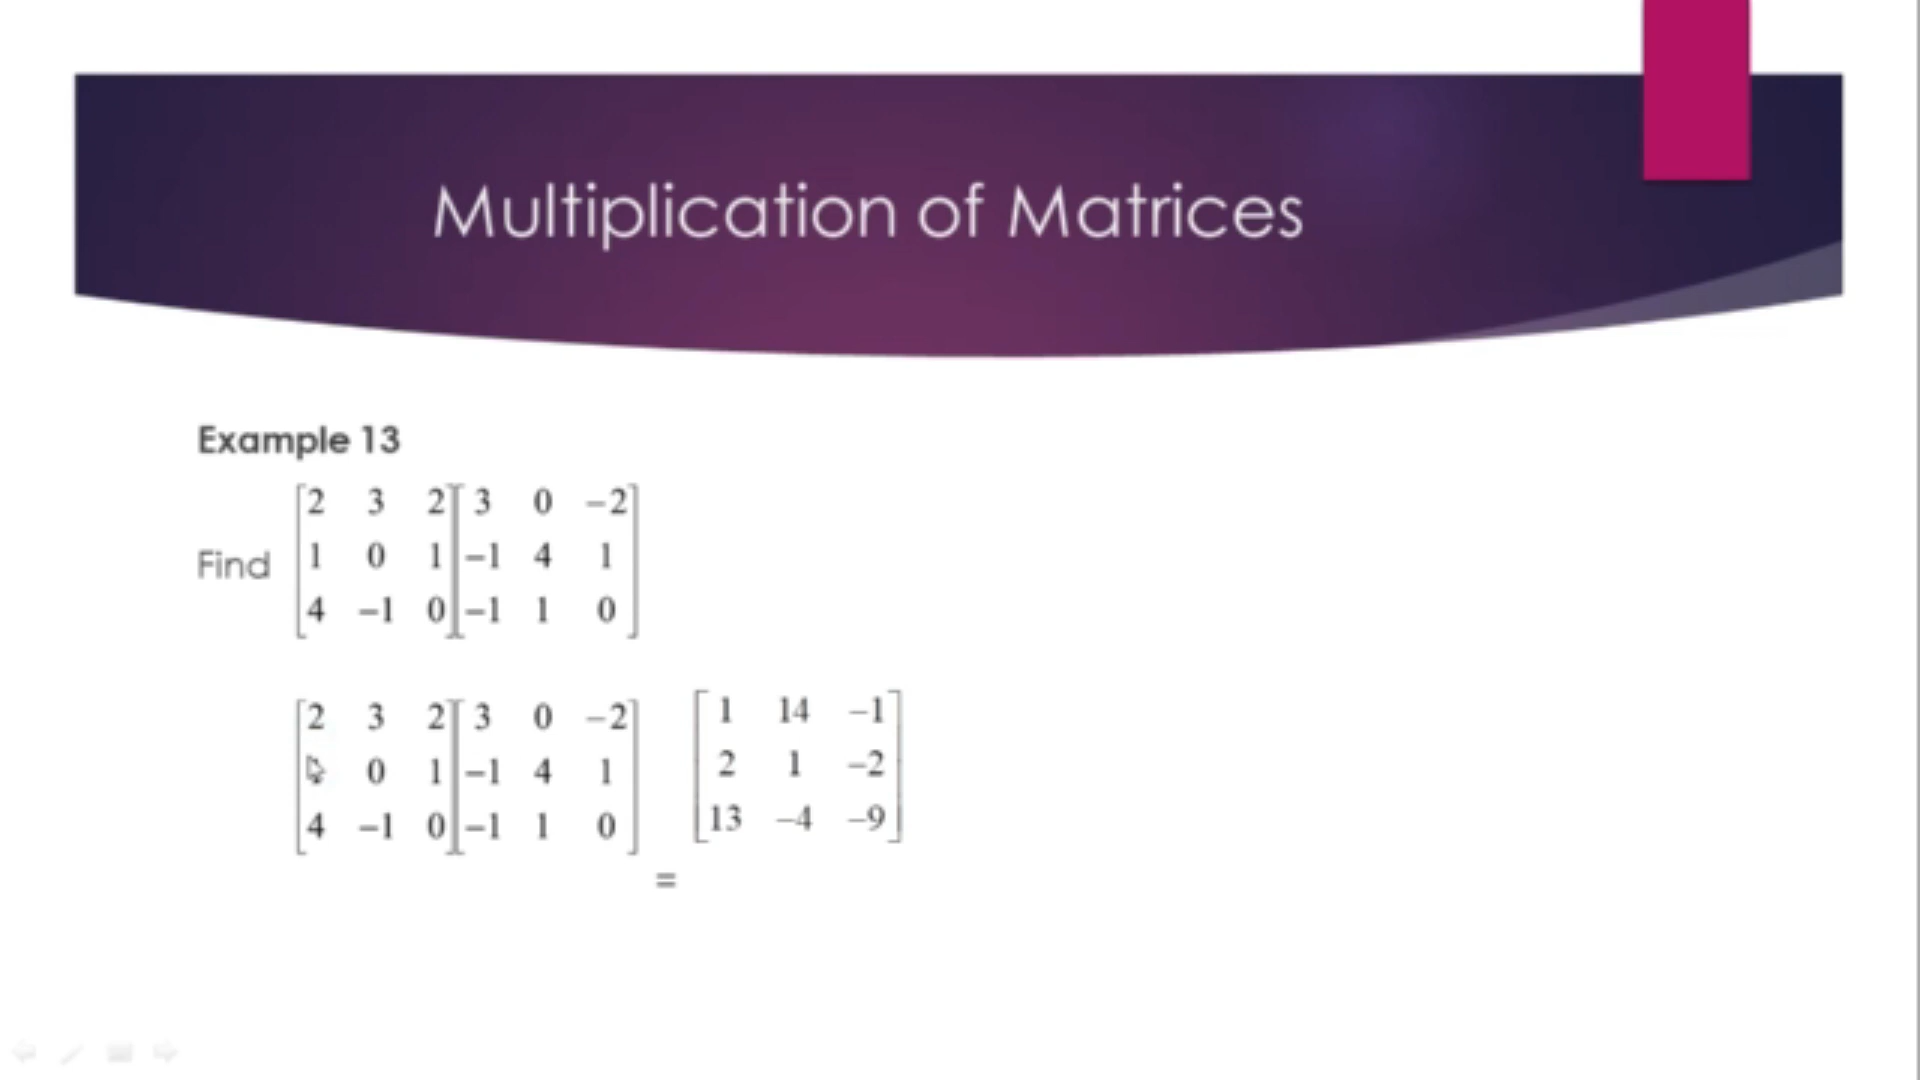 Multiplication of Matrices
Example 13
Find [2 3 2; 1 0 1; 4 –1 0] [3 0 –2; –1 4 1; –1 1 0]
[2 3 2; 0 1; 4 –1 0] [3 0 –2; –1 4 1; –1 1 0] = [1 14 –1; 2 1 –2; 13 –4 –9]